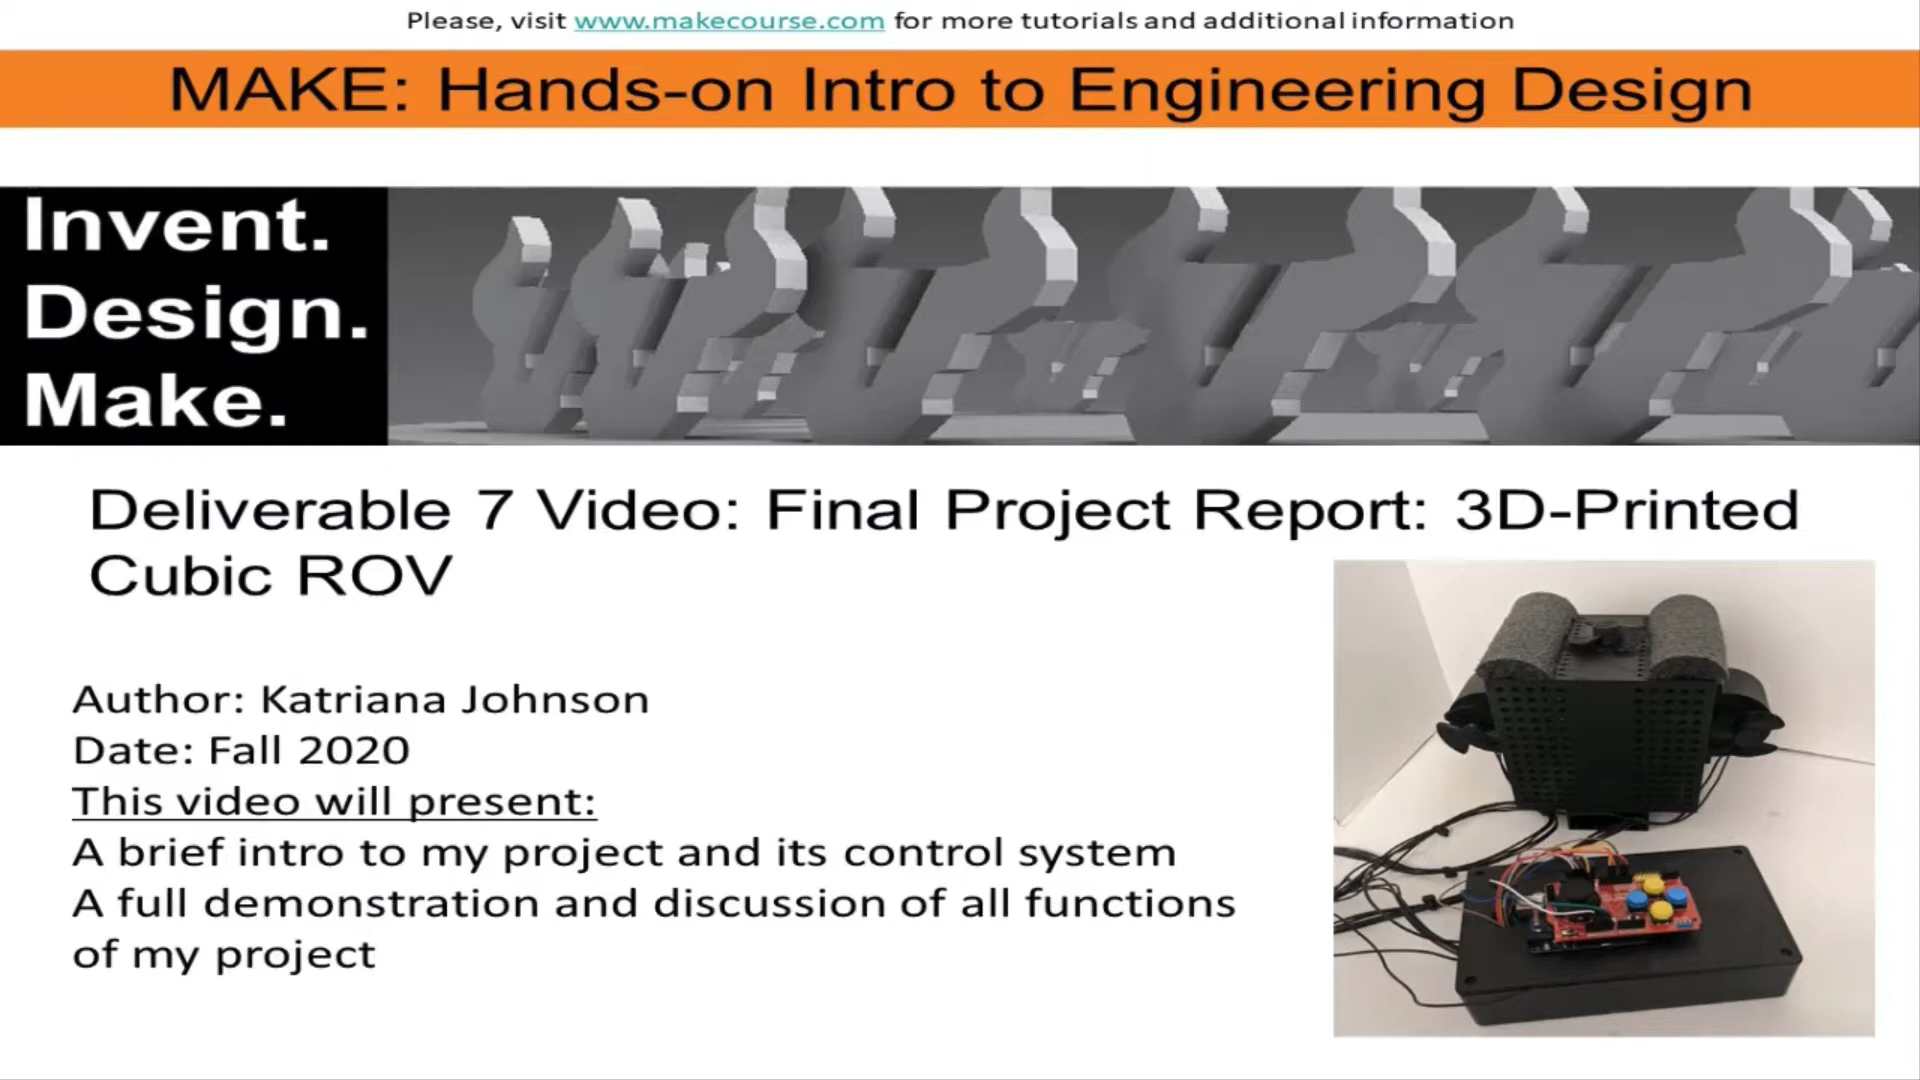 Please, visit www.makecourse.com for more tutorials and additional information
MAKE: Hands-on Intro to Engineering Design
Invent.
Design.
Make.
Deliverable 7 Video: Final Project Report: 3D-Printed
Cubic ROV
Author: Katriana Johnson
Date: Fall 2020
This video will present:
A brief intro to my project and its control system
A full demonstration and discussion of all functions
of my project